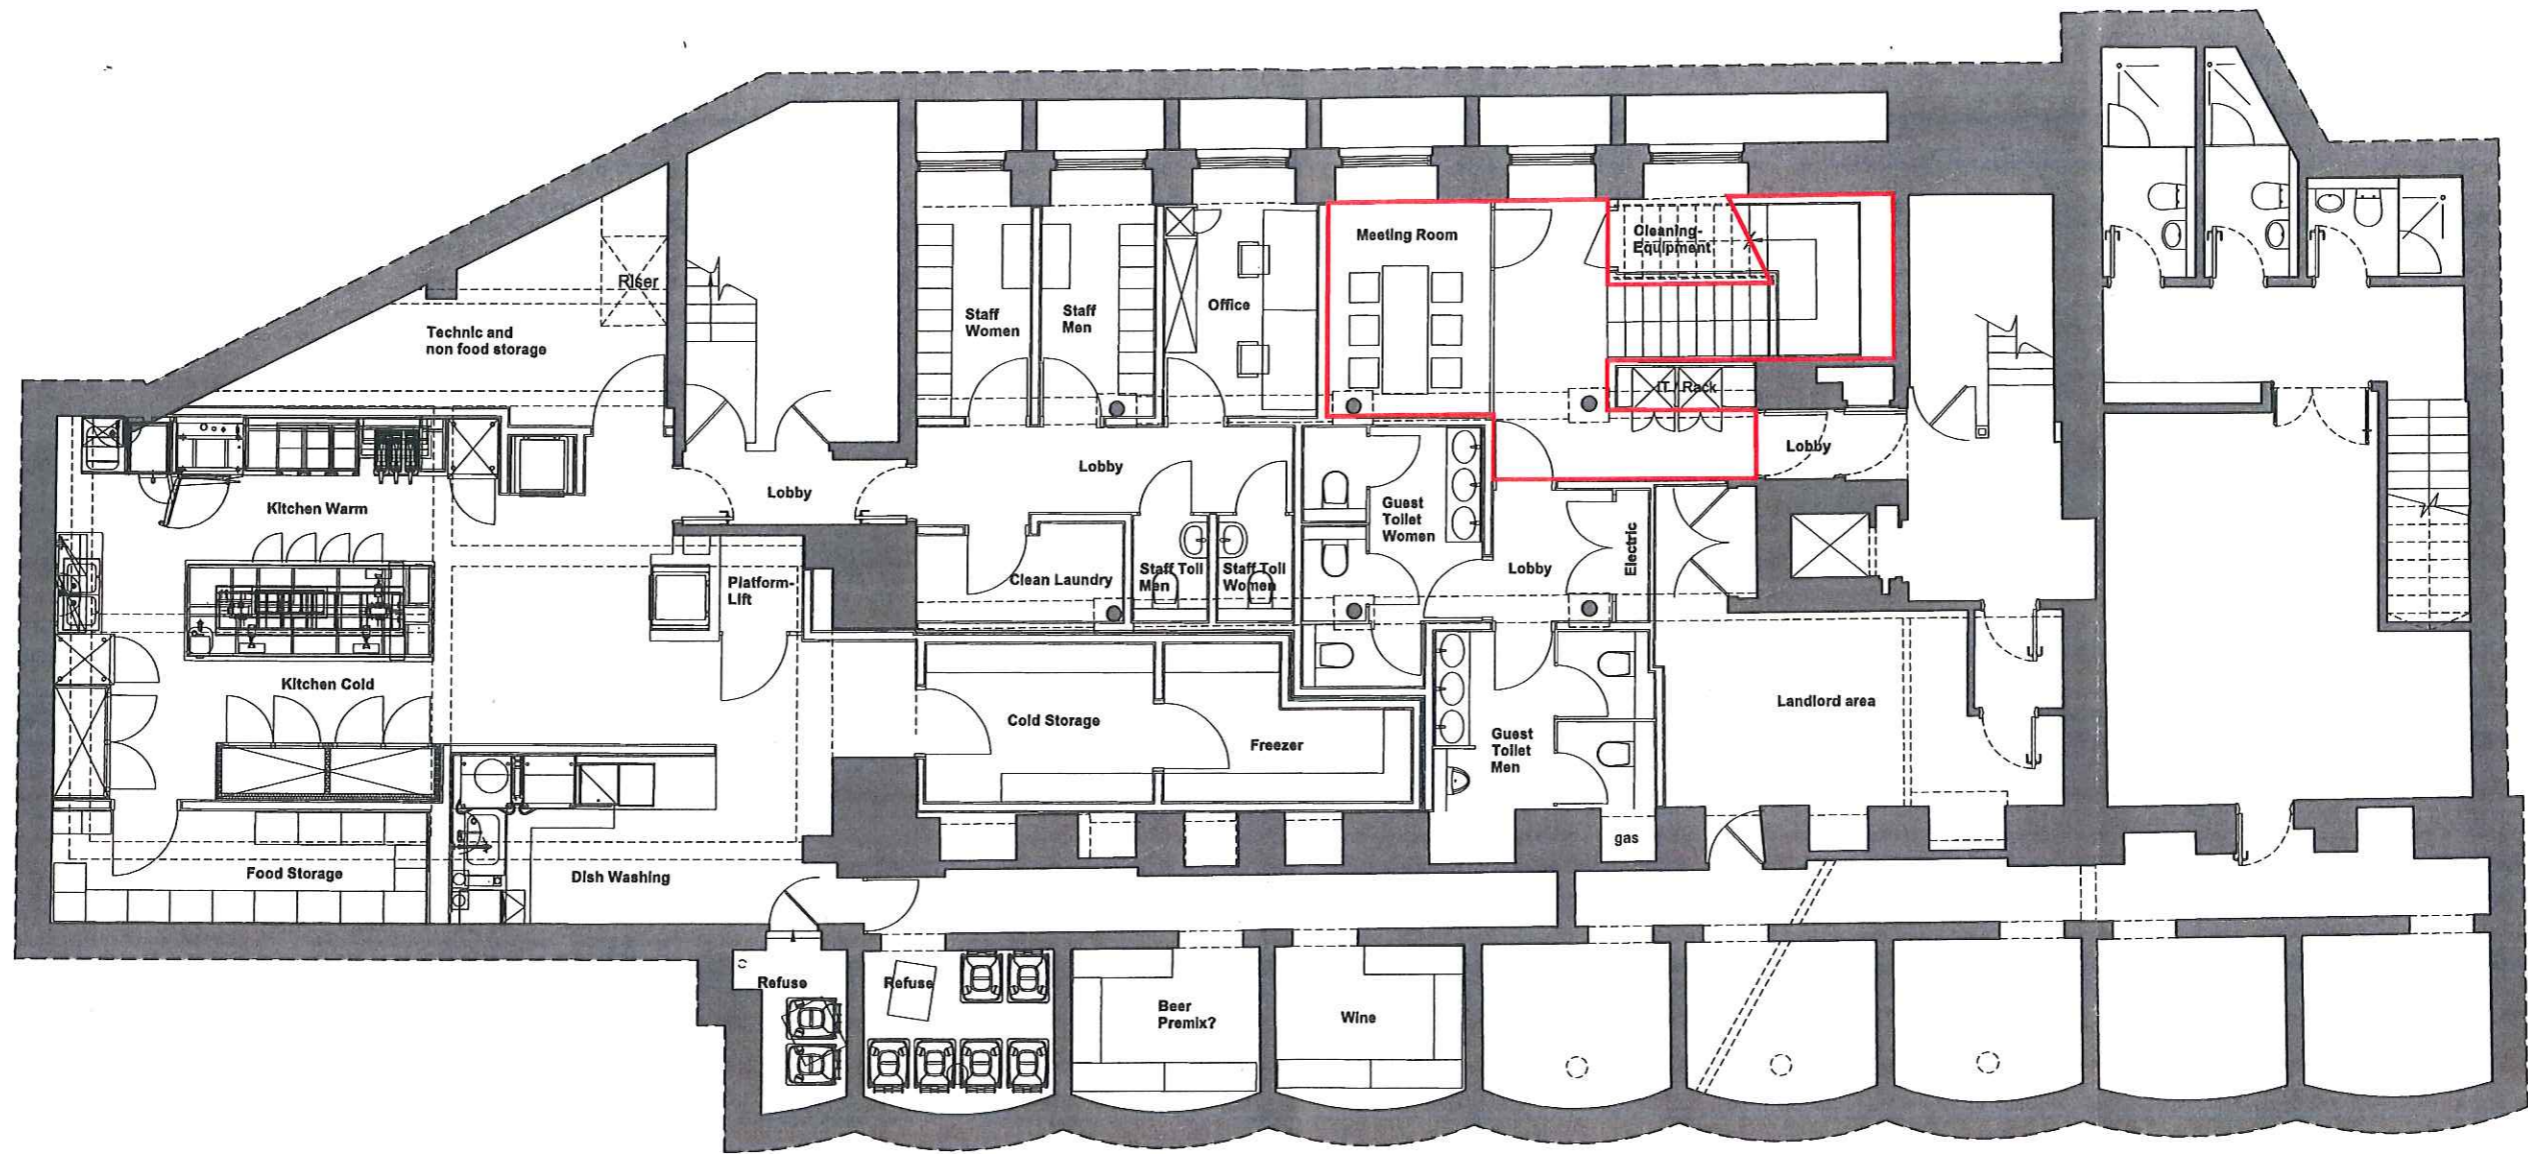 Riser
Technic and
non food storage
Staff
Women
Staff
Men
Office
Meeting Room
Cleaning-
Equipment
IT / Rack
Lobby
Lobby
Lobby
Kitchen Warm
Guest
Toilet
Women
Electric
Lobby
Clean Laundry
Staff Toil
Men
Staff Toil
Women
Platform-
Lift
Kitchen Cold
Cold Storage
Freezer
Landlord area
Guest
Toilet
Men
gas
Food Storage
Dish Washing
Refuse
Refuse
Beer
Premix?
Wine